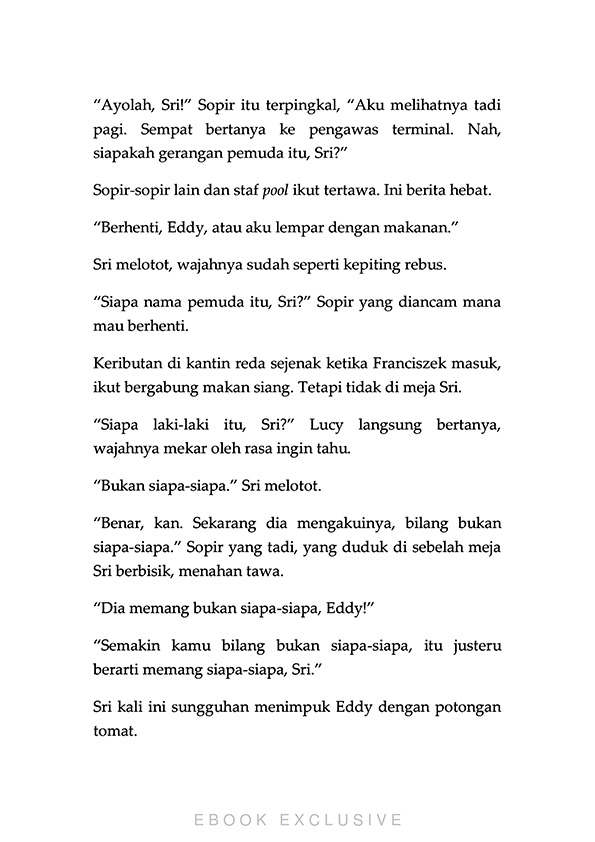 “Ayolah, Sri!” Sopir itu terpingkal, “Aku melihatnya tadi
pagi. Sempat bertanya ke pengawas terminal. Nah,
siapakah gerangan pemuda itu, Sri?”
Sopir-sopir lain dan staf pool ikut tertawa. Ini berita hebat.
“Berhenti, Eddy, atau aku lempar dengan makanan.”
Sri melotot, wajahnya sudah seperti kepiting rebus.
“Siapa nama pemuda itu, Sri?” Sopir yang diancam mana
mau berhenti.
Keributan di kantin reda sejenak ketika Franciszek masuk,
ikut bergabung makan siang. Tetapi tidak di meja Sri.
“Siapa laki-laki itu, Sri?” Lucy langsung bertanya,
wajahnya mekar oleh rasa ingin tahu.
“Bukan siapa-siapa.” Sri melotot.
“Benar, kan. Sekarang dia mengakuinya, bilang bukan
siapa-siapa.” Sopir yang tadi, yang duduk di sebelah meja
Sri berbisik, menahan tawa.
“Dia memang bukan siapa-siapa, Eddy!”
“Semakin kamu bilang bukan siapa-siapa, itu justeru
berarti memang siapa-siapa, Sri.”
Sri kali ini sungguhan menimpuk Eddy dengan potongan
tomat.
EBOOK EXCLUSIVE